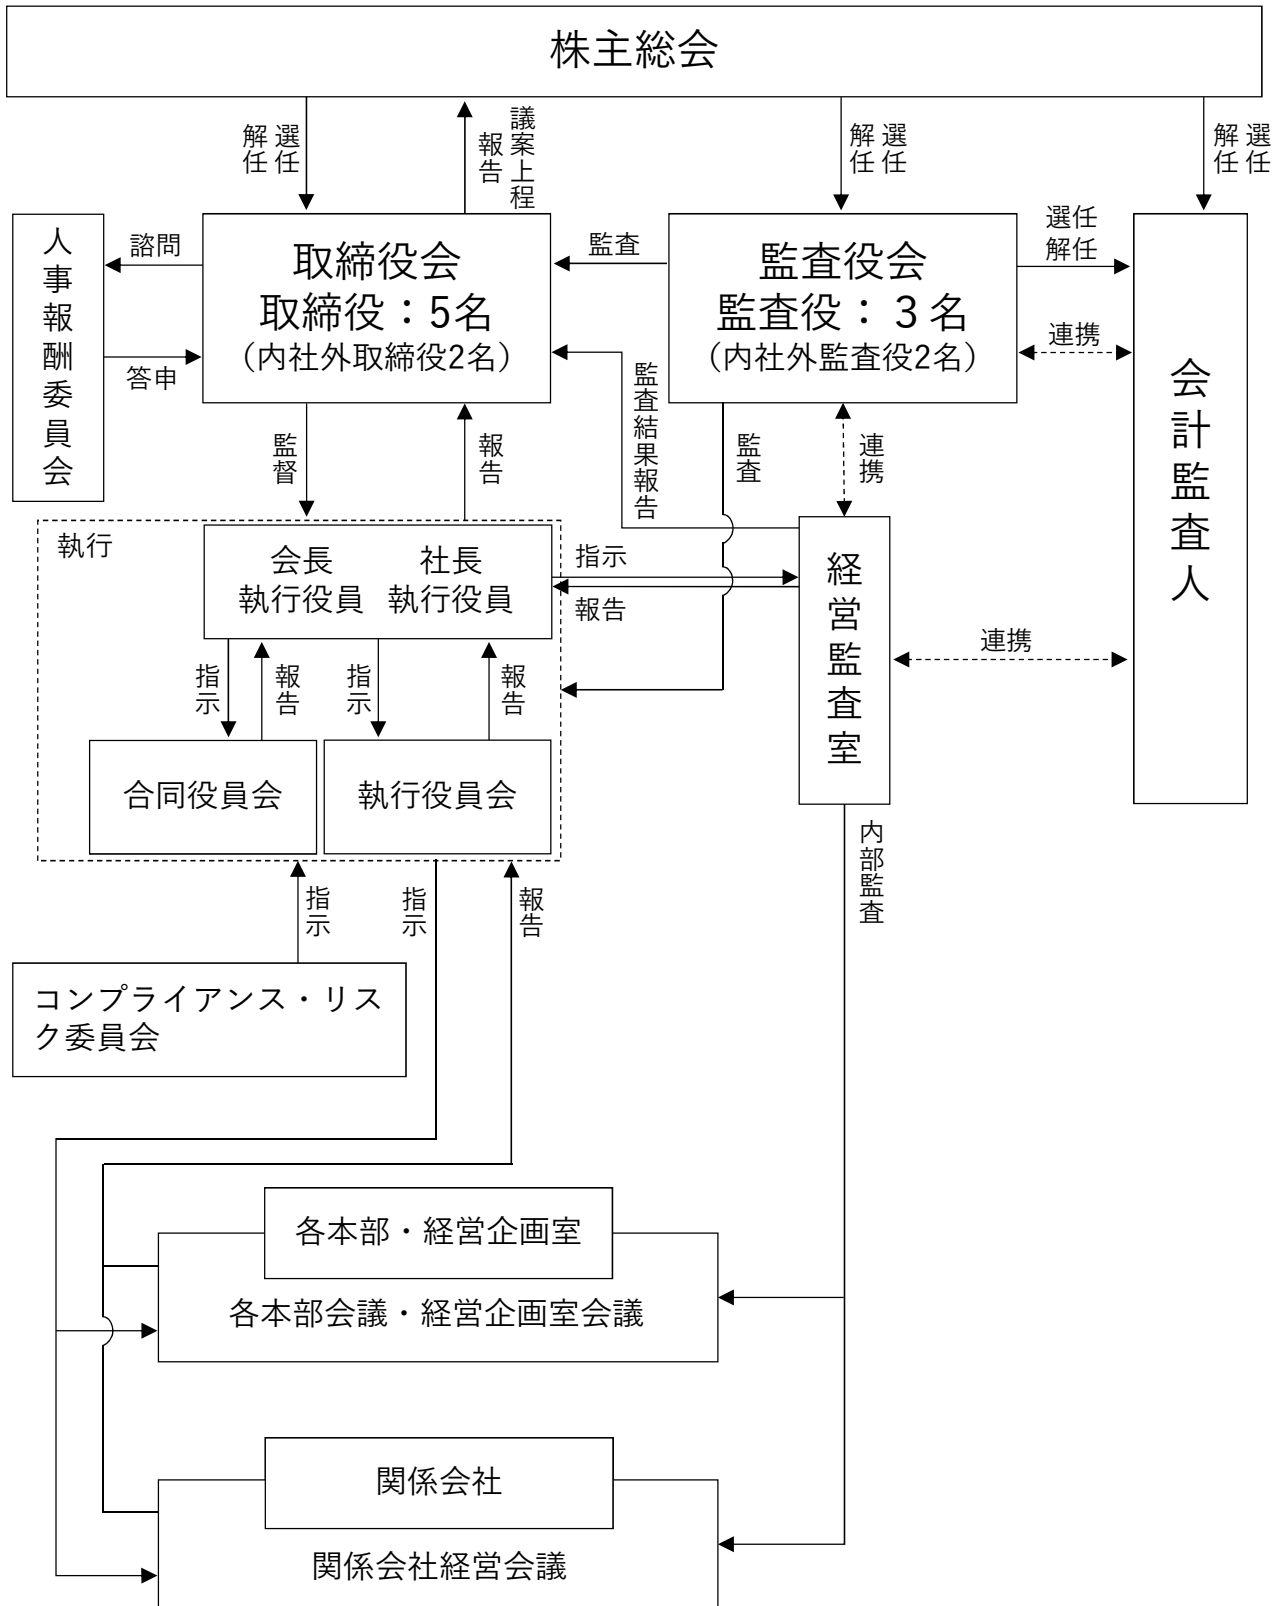 株主総会
選任
解任
議案上程
報告
選任
解任
選任
解任
人事報酬委員会
諮問
答申
取締役会
取締役：5名
（内社外取締役2名）
監査
監査役会
監査役：３名
（内社外監査役2名）
選任
解任
連携
会計監査人
監督
報告
監査結果報告
監査
連携
執行
会長
執行役員
社長
執行役員
指示
報告
経営監査室
連携
指示
報告
指示
報告
合同役員会
執行役員会
内部監査
指示
指示
報告
コンプライアンス・リス
ク委員会
各本部・経営企画室
各本部会議・経営企画室会議
関係会社
関係会社経営会議